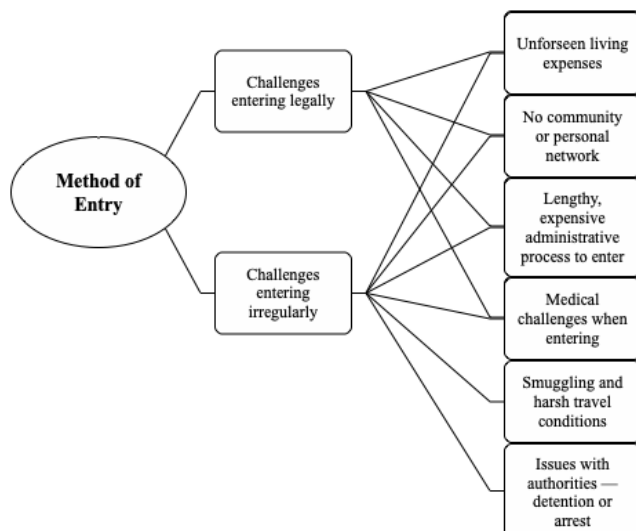 Method of
Entry
Challenges
entering legally
Challenges
entering
irregularly
Unforseen living
expenses
No community
or personal
network
Lengthy,
expensive
administrative
process to enter
Medical
challenges when
entering
Smuggling and
harsh travel
conditions
Issues with
authorities —
detention or
arrest